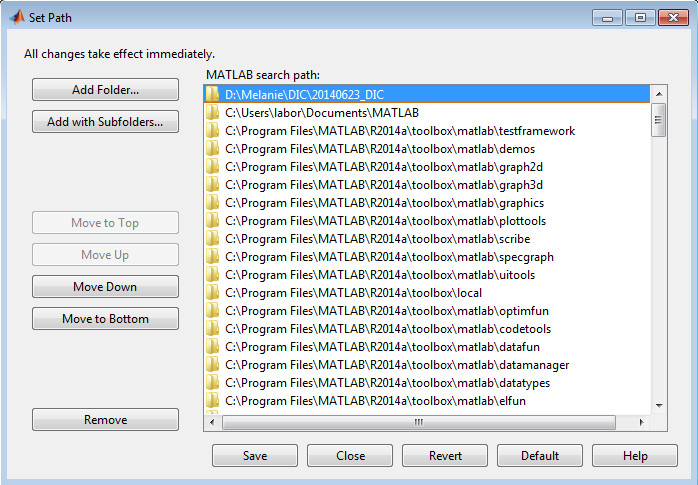 Set Path
All changes take effect immediately.
MATLAB search path:
Add Folder...
Add with Subfolders...
Move to Top
Move Up
Move Down
Move to Bottom
Remove
D:\Melanie\DIC\20140623_DIC
C:\Users\labor\Documents\MATLAB
C:\Program Files\MATLAB\R2014a\toolbox\matlab\testframework
C:\Program Files\MATLAB\R2014a\toolbox\matlab\demos
C:\Program Files\MATLAB\R2014a\toolbox\matlab\graph2d
C:\Program Files\MATLAB\R2014a\toolbox\matlab\graph3d
C:\Program Files\MATLAB\R2014a\toolbox\matlab\graphics
C:\Program Files\MATLAB\R2014a\toolbox\matlab\plottools
C:\Program Files\MATLAB\R2014a\toolbox\matlab\scribe
C:\Program Files\MATLAB\R2014a\toolbox\matlab\specgraph
C:\Program Files\MATLAB\R2014a\toolbox\matlab\uitools
C:\Program Files\MATLAB\R2014a\toolbox\local
C:\Program Files\MATLAB\R2014a\toolbox\matlab\optimfun
C:\Program Files\MATLAB\R2014a\toolbox\matlab\codetools
C:\Program Files\MATLAB\R2014a\toolbox\matlab\datafun
C:\Program Files\MATLAB\R2014a\toolbox\matlab\datamanager
C:\Program Files\MATLAB\R2014a\toolbox\matlab\datatypes
C:\Program Files\MATLAB\R2014a\toolbox\matlab\elfun
Save
Close
Revert
Default
Help